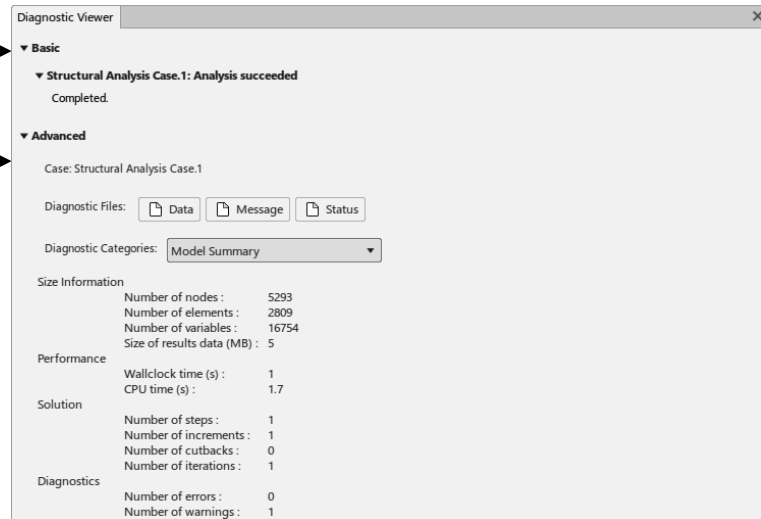 Diagnostic Viewer
Basic
Structural Analysis Case.1: Analysis succeeded
Completed.
Advanced
Case: Structural Analysis Case.1
Diagnostic Files: Data Message Status
Diagnostic Categories: Model Summary
Size Information
Number of nodes : 5293
Number of elements : 2809
Number of variables : 16754
Size of results data (MB) : 5
Performance
Wallclock time (s) : 1
CPU time (s) : 1.7
Solution
Number of steps : 1
Number of increments : 1
Number of cutbacks : 0
Number of iterations : 1
Diagnostics
Number of errors : 0
Number of warnings : 1